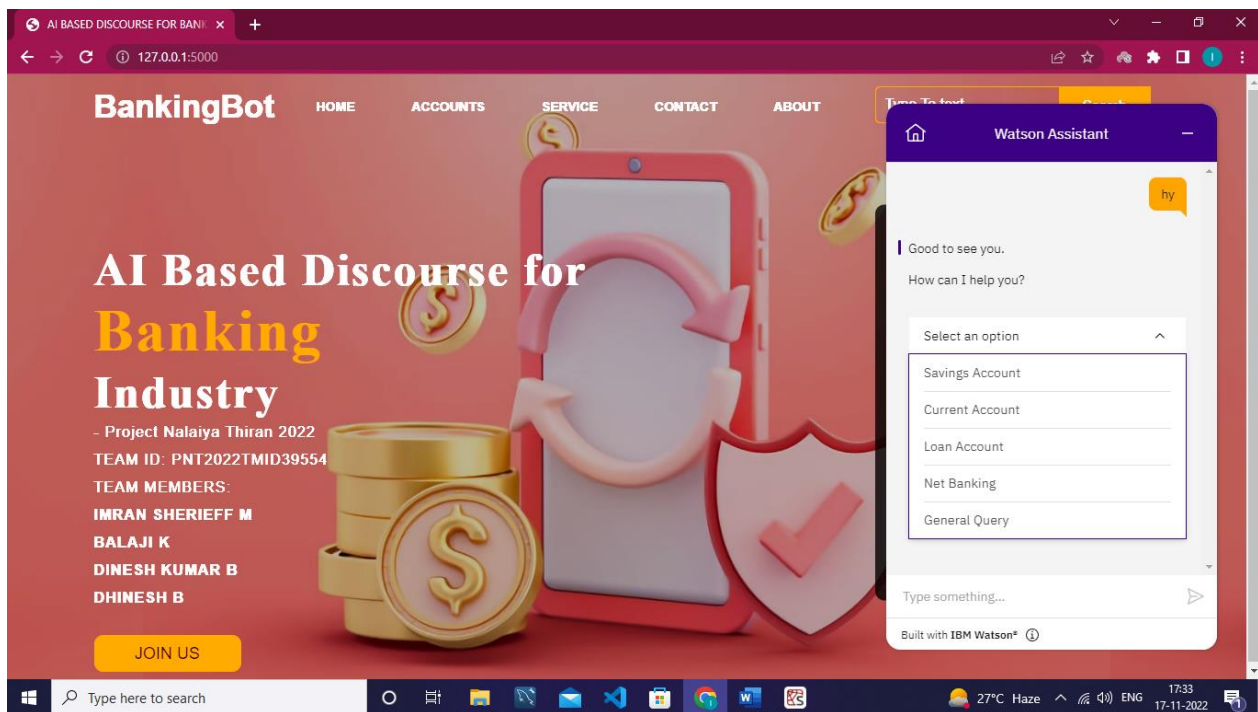 AI BASED DISCOURSE FOR BANK
127.0.0.1:5000
BankingBot HOME ACCOUNTS SERVICE CONTACT ABOUT
Type To text Search
AI Based Discourse for
Banking
Industry
- Project Nalaiya Thiran 2022
TEAM ID: PNT2022TMID39554
TEAM MEMBERS:
IMRAN SHERIEFF M
BALAJI K
DINESH KUMAR B
DHINESH B
JOIN US
Watson Assistant
hy
Good to see you.
How can I help you?
Select an option
Savings Account
Current Account
Loan Account
Net Banking
General Query
Type something...
Built with IBM Watson®
Type here to search
27°C Haze
ENG
17:33
17-11-2022